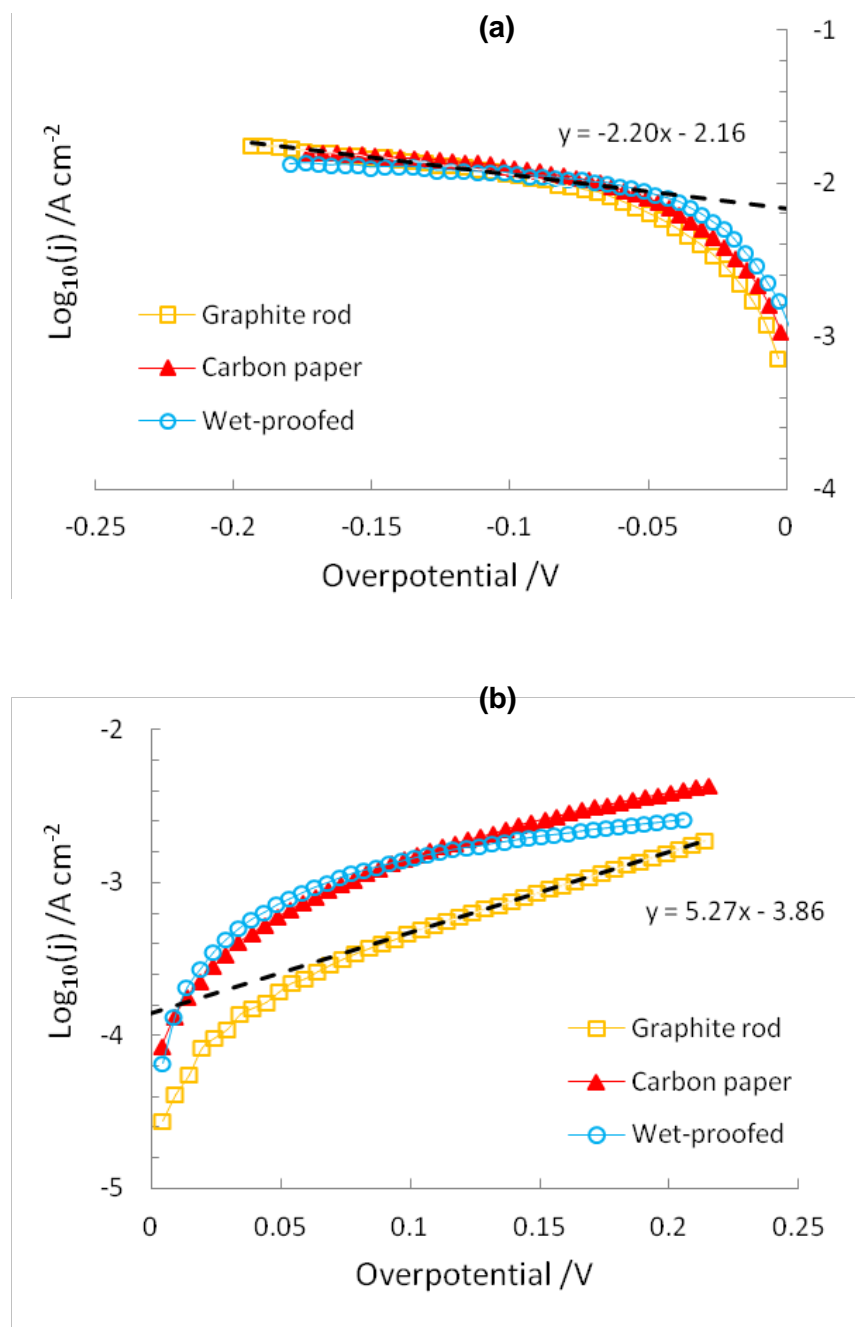 (a)
-1
y = -2.20x - 2.16
-2
Log10(j) /A cm-2
Graphite rod
Carbon paper
-3
Wet-proofed
-4
-0.25 -0.2 -0.15 -0.1 -0.05 0
Overpotential /V
(b)
-2
-3
y = 5.27x - 3.86
Log10(j) /A cm-2
-4
Graphite rod
Carbon paper
Wet-proofed
-5
0 0.05 0.1 0.15 0.2 0.25
Overpotential /V